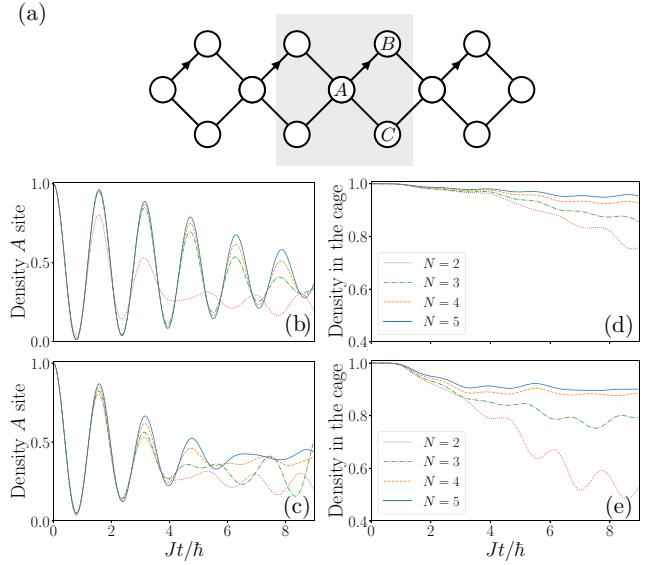 (a)
B
A
C
1.0
0.5
0.0
Density A site
(b)
1.0
0.8
0.6
0.4
Density in the cage
N = 2
N = 3
N = 4
N = 5
(d)
1.0
0.5
0.0
Density A site
0
2
4
6
8
Jt/ħ
(c)
1.0
0.8
0.6
0.4
Density in the cage
N = 2
N = 3
N = 4
N = 5
0
2
4
6
8
Jt/ħ
(e)